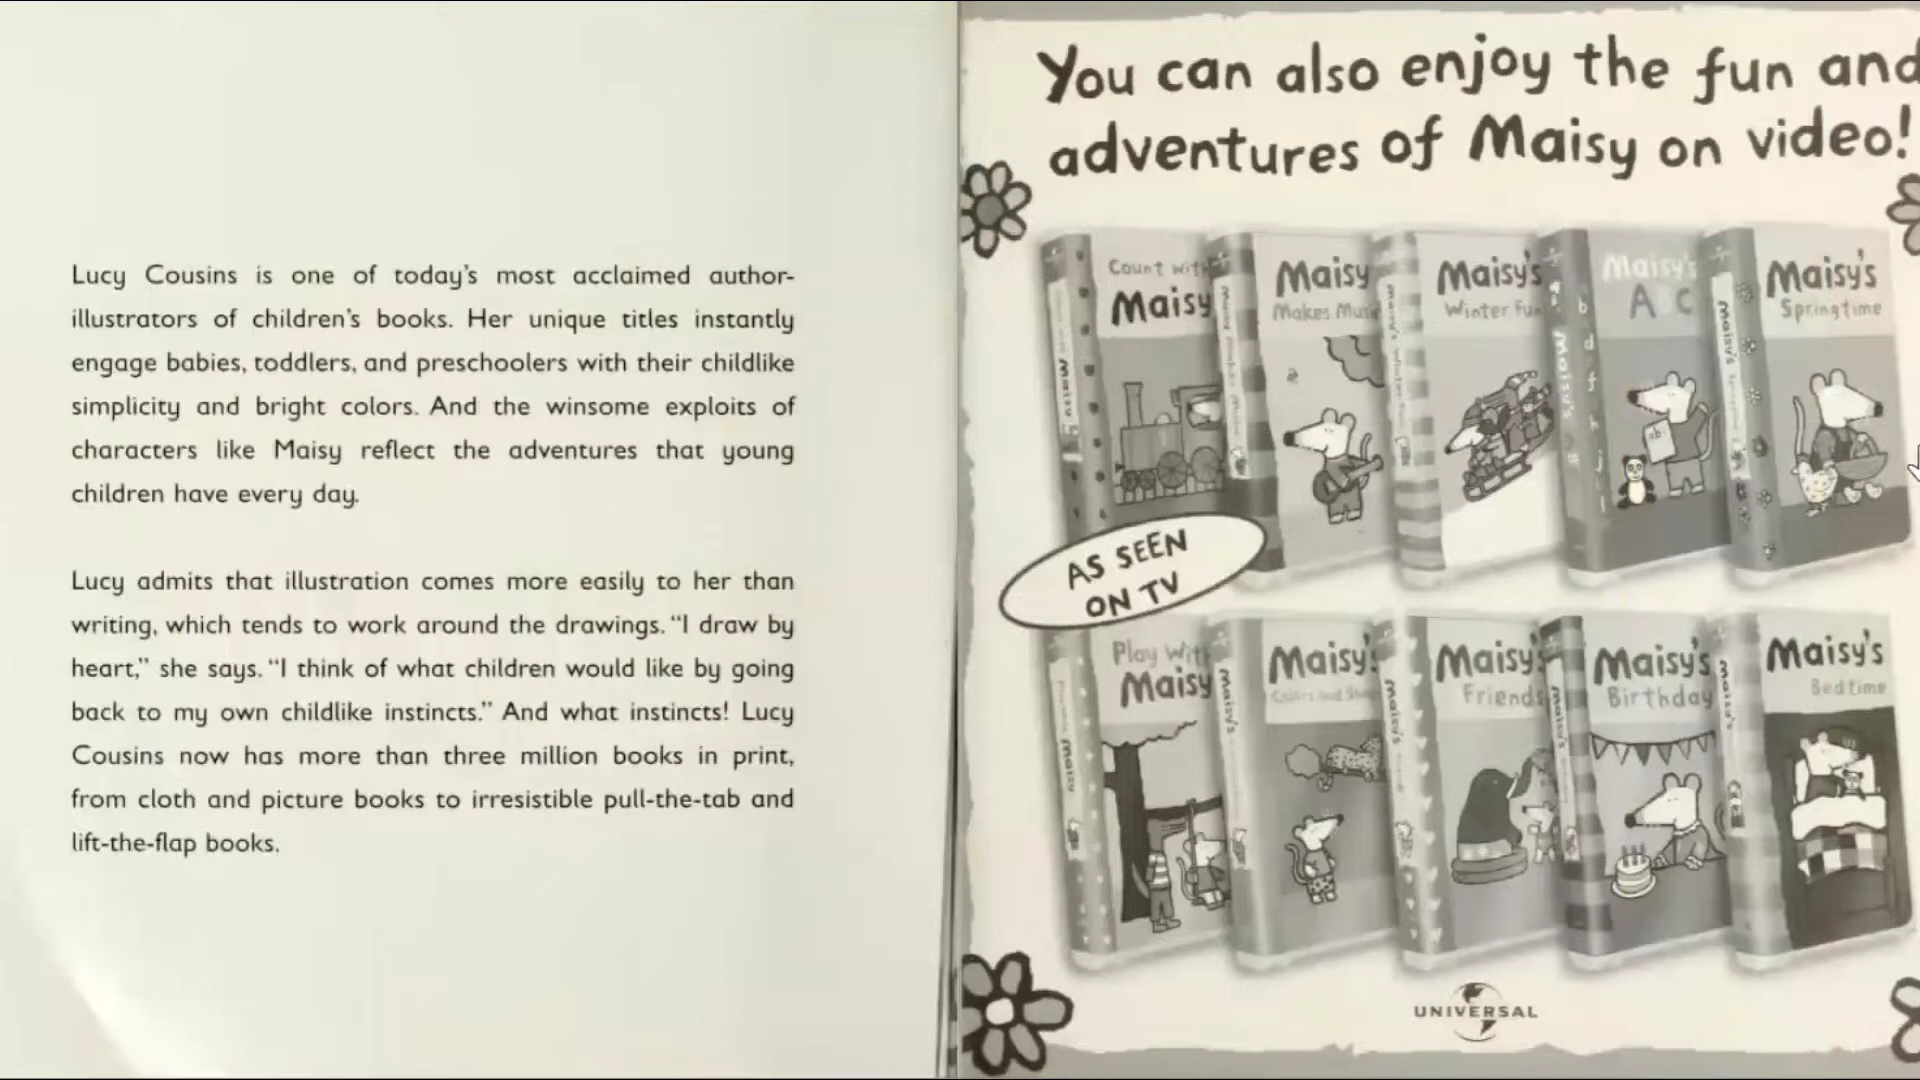 Lucy Cousins is one of today's most acclaimed author-
illustrators of children's books. Her unique titles instantly
engage babies, toddlers, and preschoolers with their childlike
simplicity and bright colors. And the winsome exploits of
characters like Maisy reflect the adventures that young
children have every day.
Lucy admits that illustration comes more easily to her than
writing, which tends to work around the drawings. “I draw by
heart,” she says. “I think of what children would like by going
back to my own childlike instincts.” And what instincts! Lucy
Cousins now has more than three million books in print,
from cloth and picture books to irresistible pull-the-tab and
lift-the-flap books.
You can also enjoy the fun and
adventures of Maisy on video!
Count with
Maisy
Maisy
Makes Music
Maisy's
Winter Fun
Maisy's
A C
Maisy's
Springtime
AS SEEN
ON TV
Play With
Maisy
Maisy's
Colors and
Maisy's
Friends
Maisy's
Birthday
Maisy's
Bedtime
UNIVERSAL